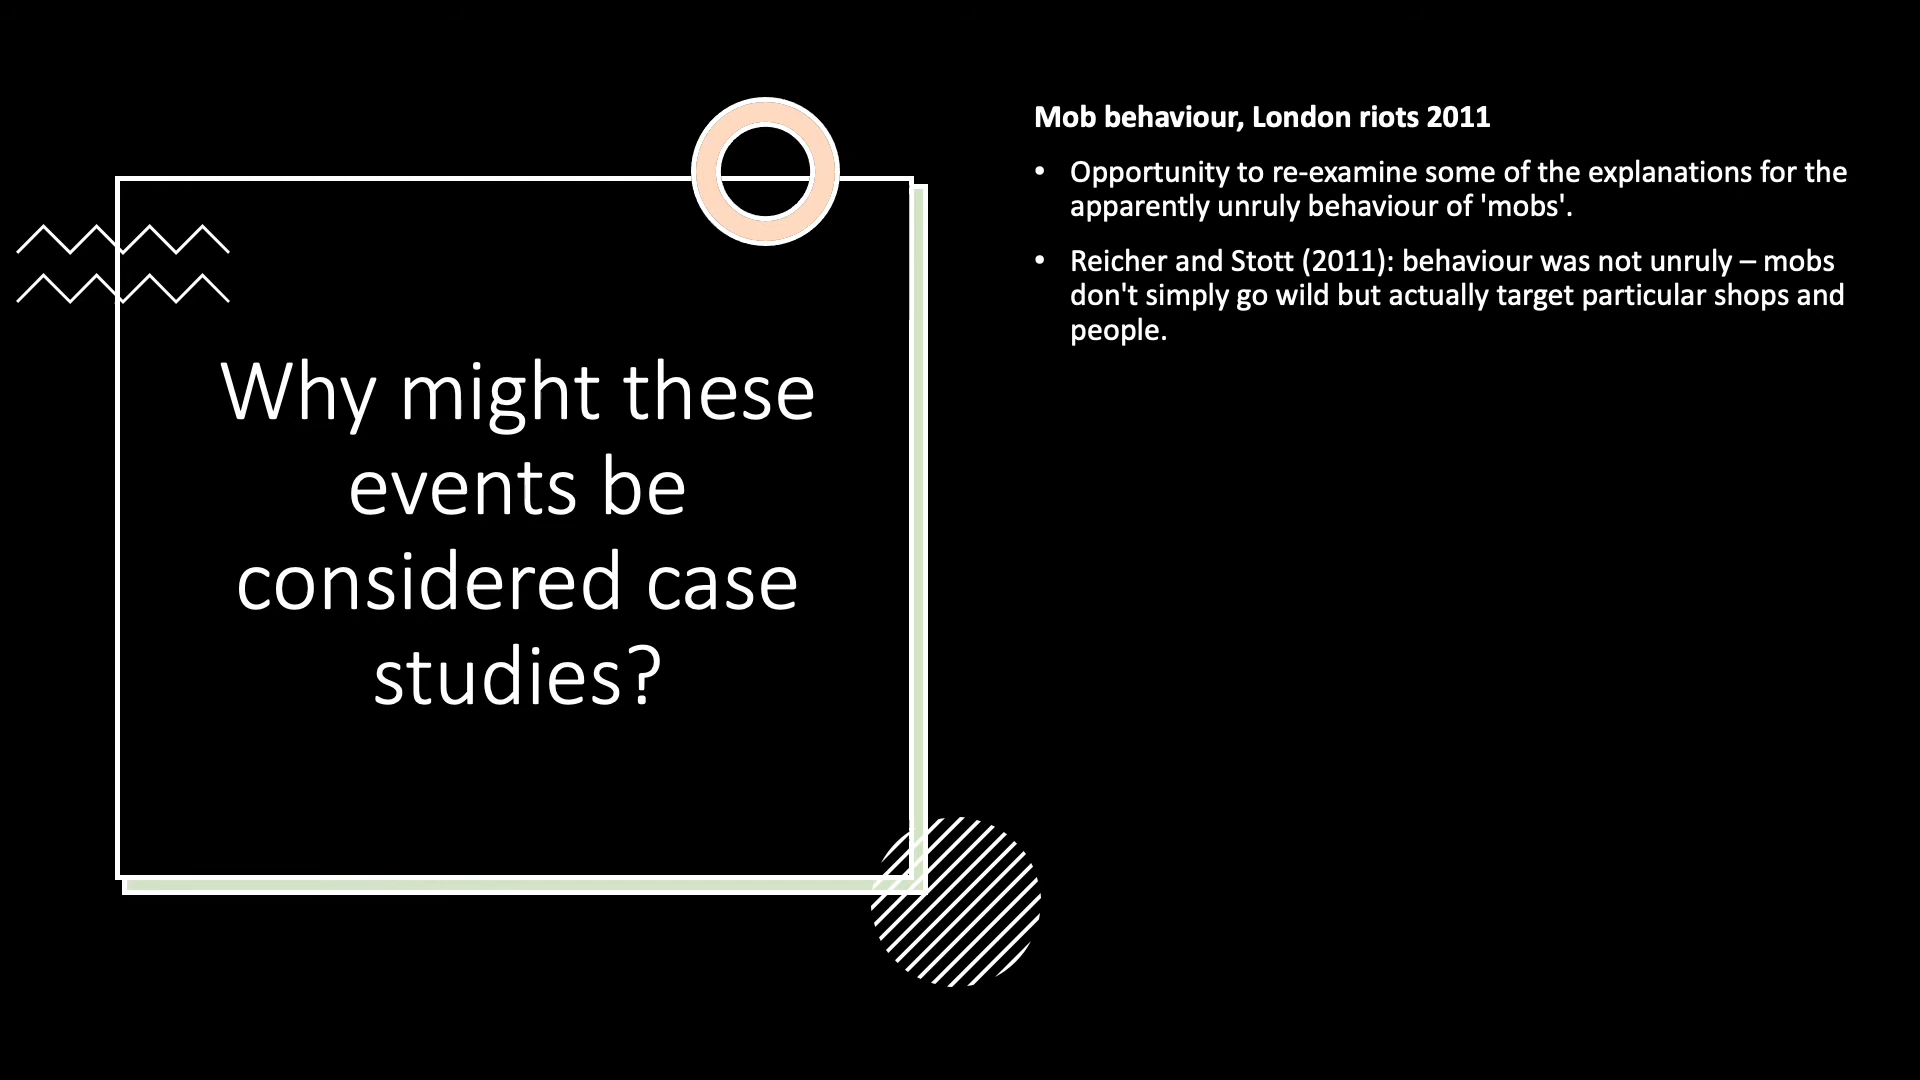 Why might these
events be
considered case
studies?
Mob behaviour, London riots 2011
• Opportunity to re-examine some of the explanations for the
apparently unruly behaviour of 'mobs'.
• Reicher and Stott (2011): behaviour was not unruly – mobs
don't simply go wild but actually target particular shops and
people.